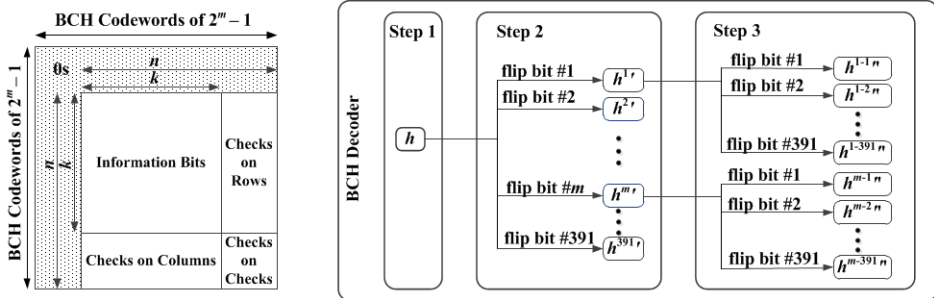 BCH Codewords of 2^m – 1
BCH Codewords of 2^m – 1
0s
n
k
n
k
Information Bits
Checks
on
Rows
Checks on Columns
Checks
on
Checks
BCH Decoder
Step 1
h
Step 2
flip bit #1
h^1′
flip bit #2
h^2′
flip bit #m
h^m′
flip bit #391
h^391′
Step 3
flip bit #1
h^1-1″
flip bit #2
h^1-2″
flip bit #391
h^1-391″
flip bit #1
h^m-1″
flip bit #2
h^m-2″
flip bit #391
h^m-391″